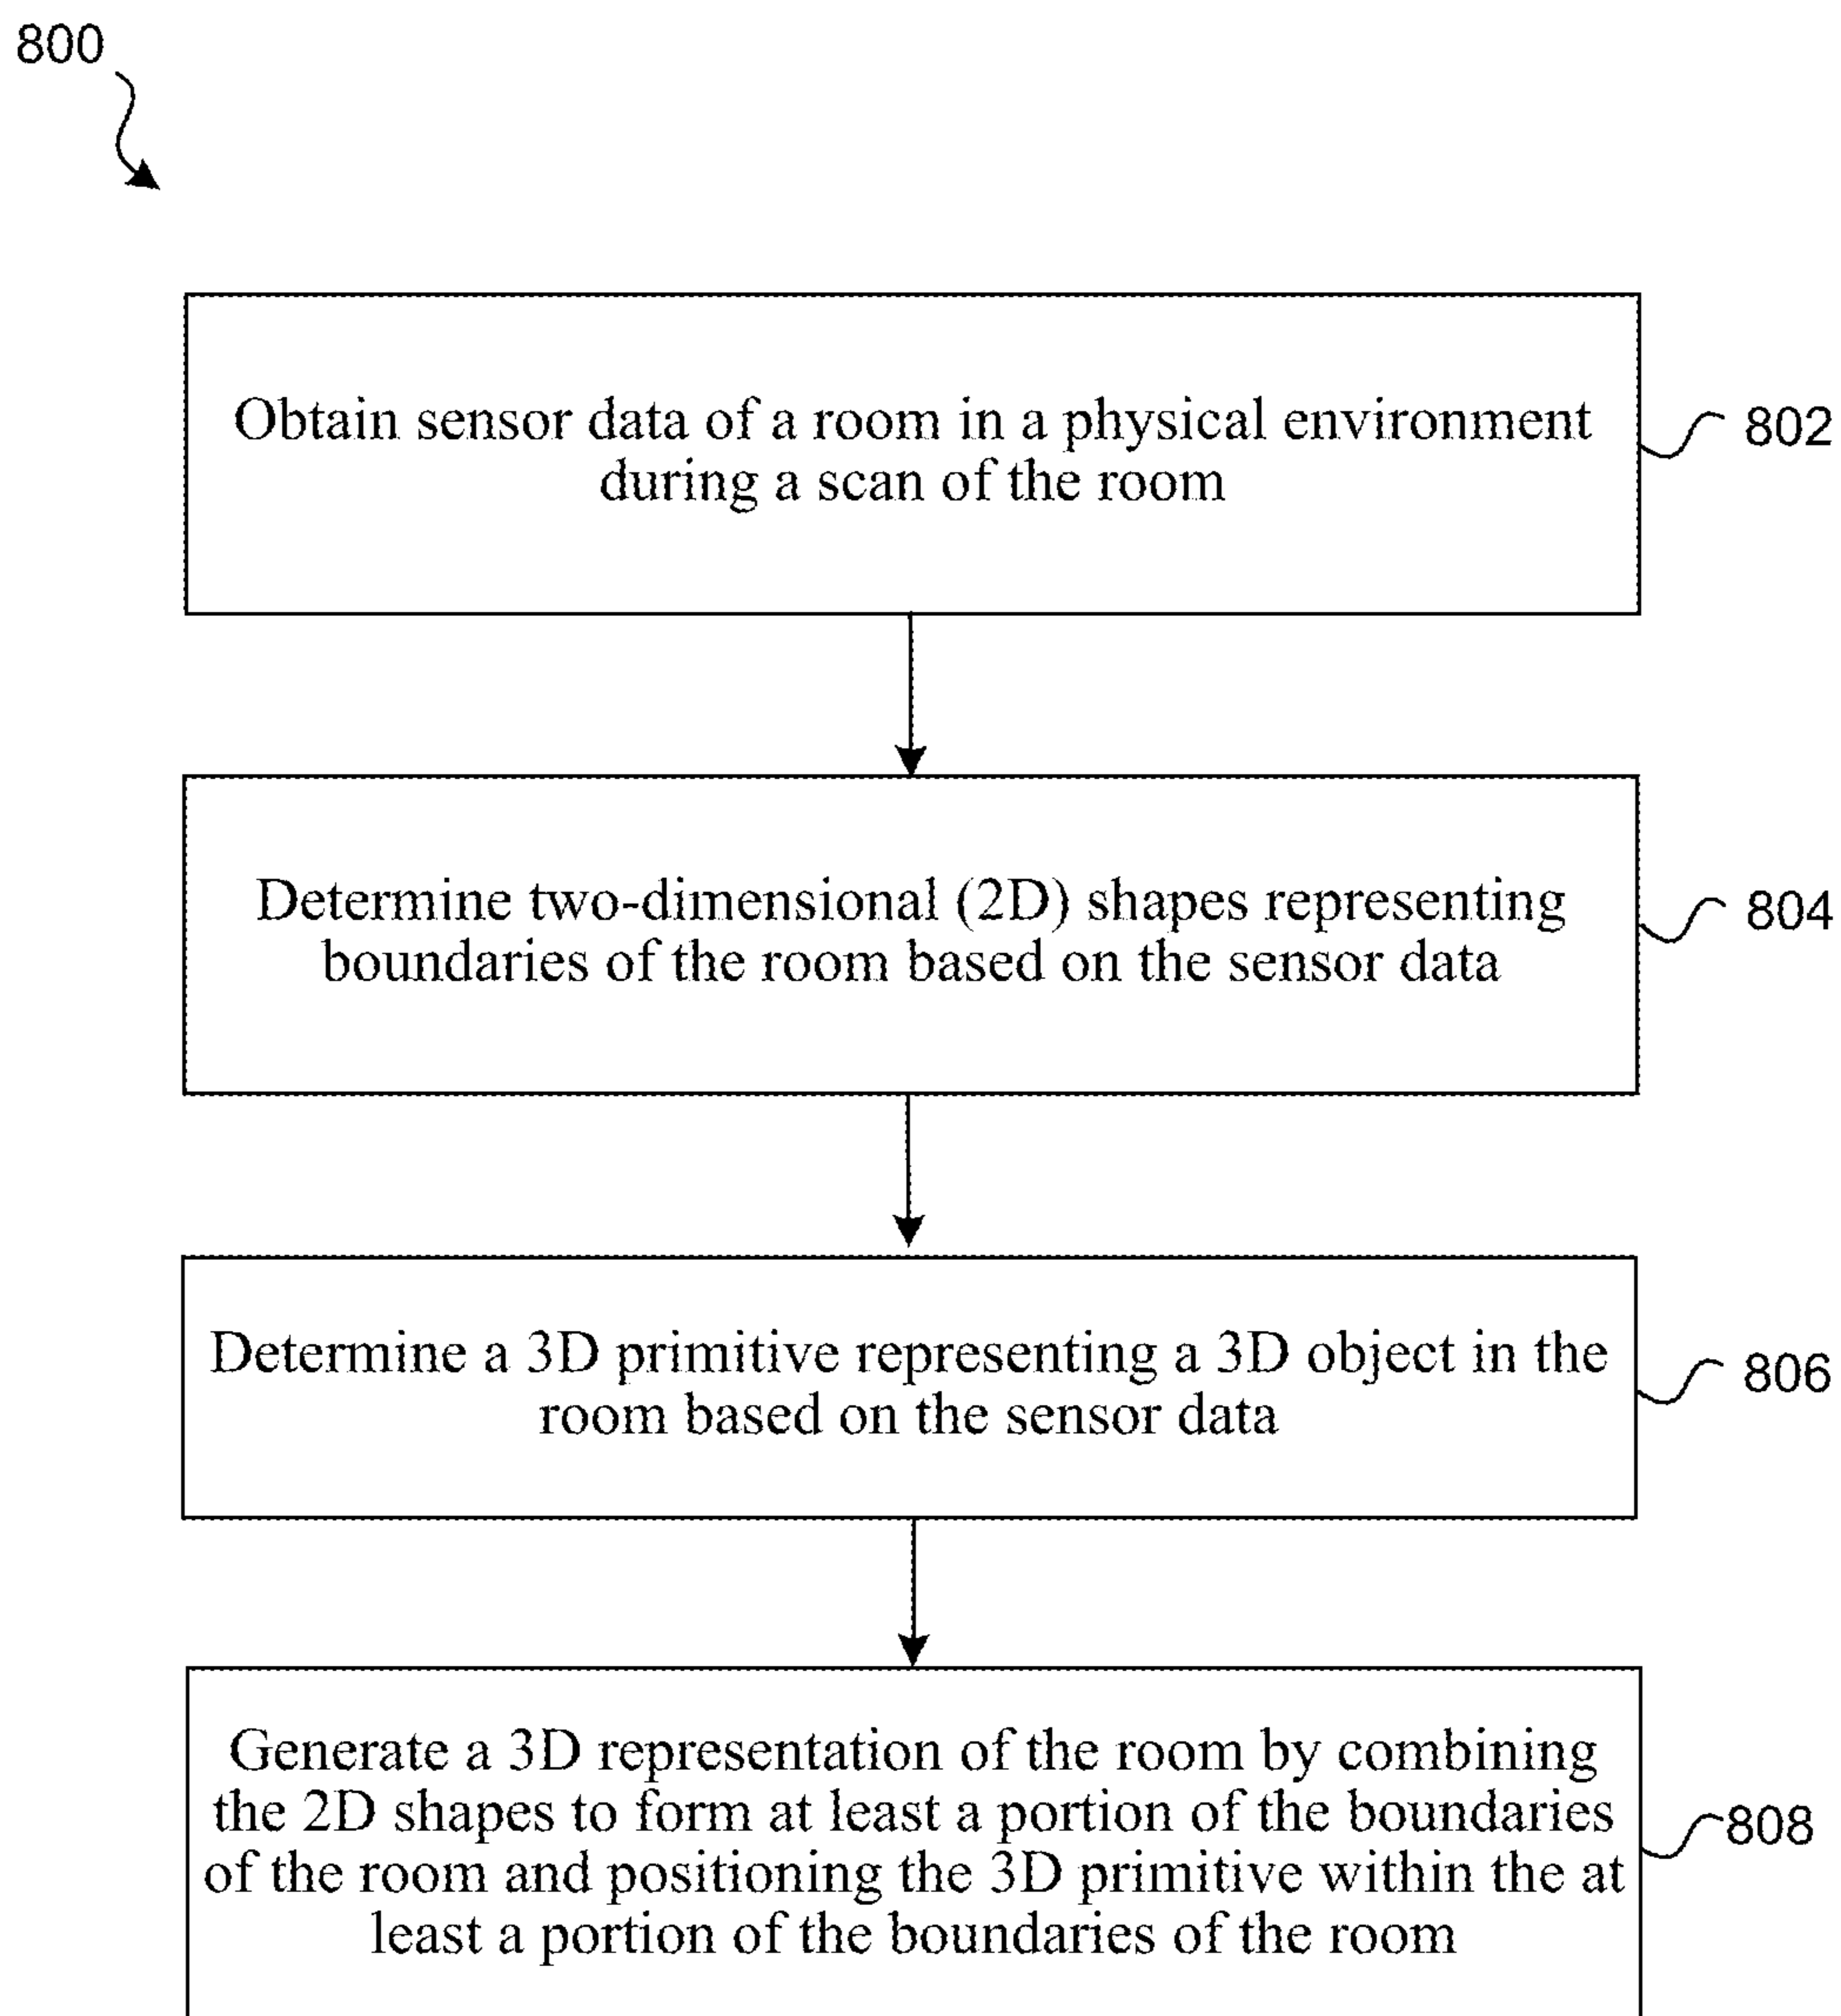 800
Obtain sensor data of a room in a physical environment
during a scan of the room
802
Determine two-dimensional (2D) shapes representing
boundaries of the room based on the sensor data
804
Determine a 3D primitive representing a 3D object in the
room based on the sensor data
806
Generate a 3D representation of the room by combining
the 2D shapes to form at least a portion of the boundaries
of the room and positioning the 3D primitive within the at
least a portion of the boundaries of the room
808